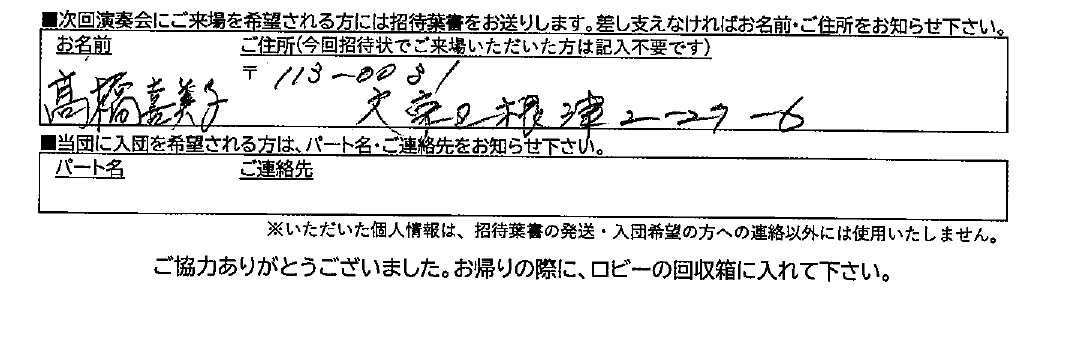 ■次回演奏会にご来場を希望される方には招待葉書をお送りします。差し支えなければお名前・ご住所をお知らせ下さい。
お名前 ご住所(今回招待状でご来場いただいた方は記入不要です)
〒 113-0031
髙橋嘉美子 文京区根津2-27-6
■当団に入団を希望される方は、パート名・ご連絡先をお知らせ下さい。
パート名 ご連絡先
※いただいた個人情報は、招待葉書の発送・入団希望の方への連絡以外には使用いたしません。
ご協力ありがとうございました。お帰りの際に、ロビーの回収箱に入れて下さい。